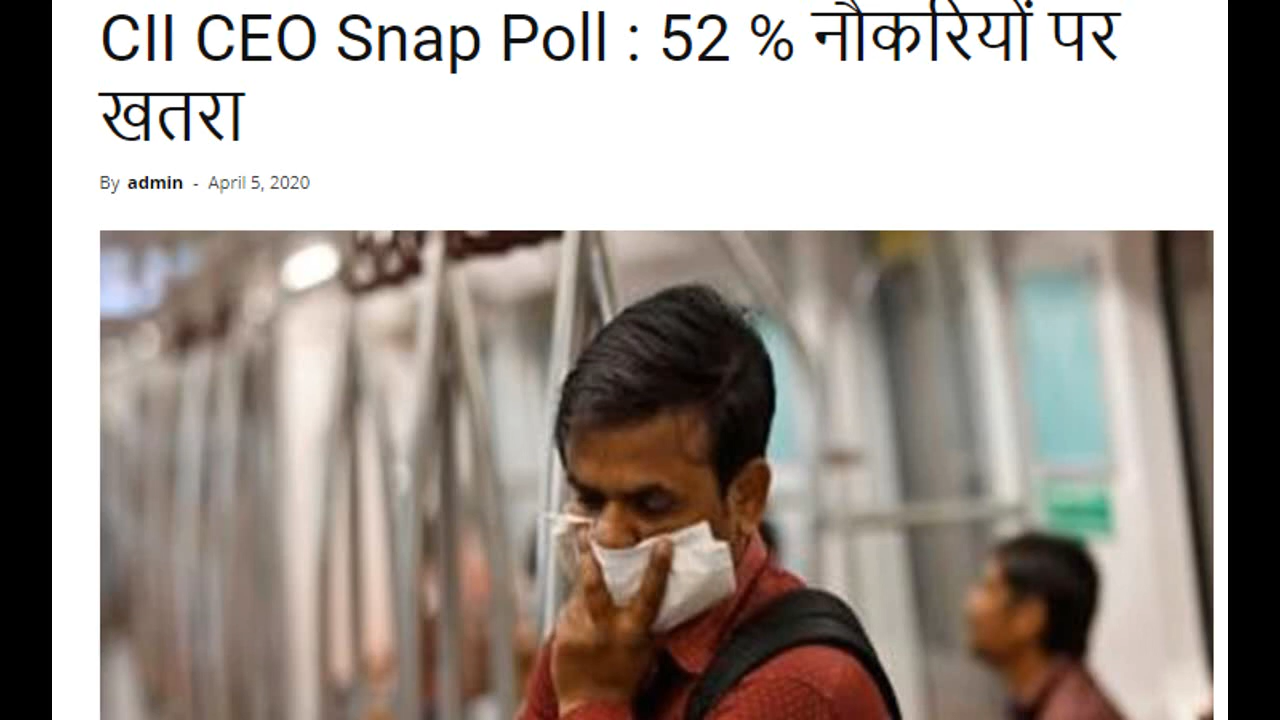 CII CEO Snap Poll : 52 % नौकरियों पर
खतरा
By admin - April 5, 2020